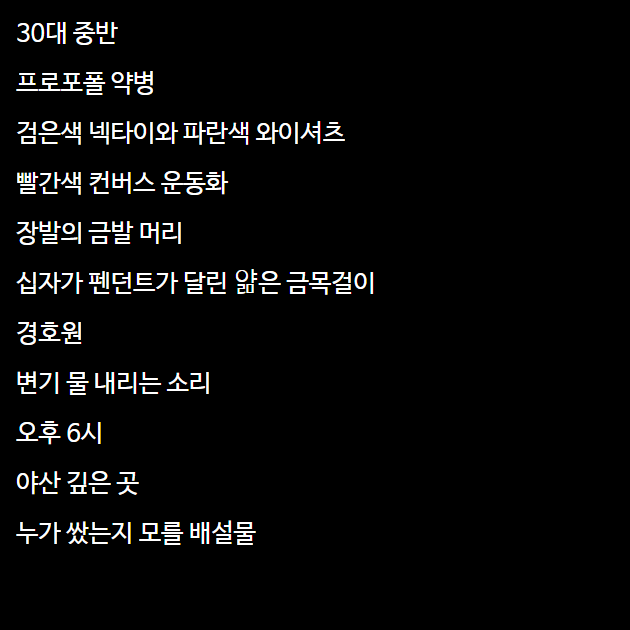 30대 중반
프로포폴 약병
검은색 넥타이와 파란색 와이셔츠
빨간색 컨버스 운동화
장발의 금발 머리
십자가 펜던트가 달린 얇은 금목걸이
경호원
변기 물 내리는 소리
오후 6시
야산 깊은 곳
누가 쌌는지 모를 배설물